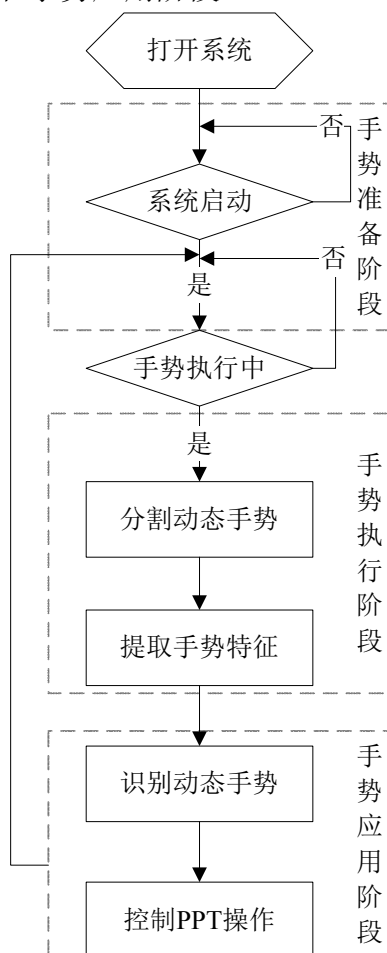 打开系统
否
系统启动
手势准备阶段
否
是
手势执行中
是
分割动态手势
手势执行阶段
提取手势特征
识别动态手势
手势应用阶段
控制PPT操作